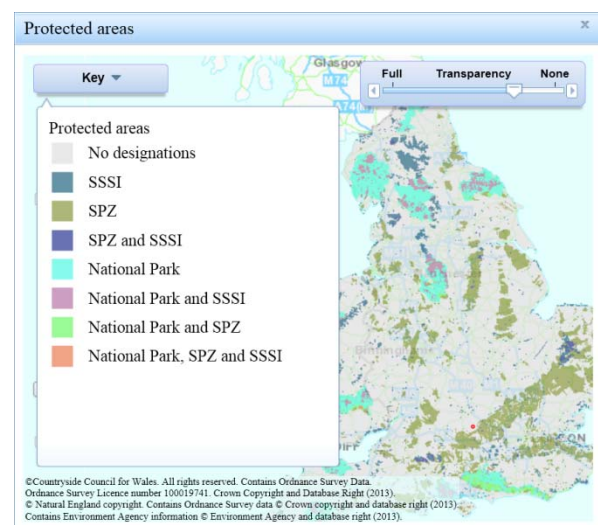 Protected areas
x
Glasgow
M74
A74(M)
Key
Full Transparency None
Protected areas
No designations
SSSI
SPZ
SPZ and SSSI
National Park
National Park and SSSI
National Park and SPZ
National Park, SPZ and SSSI
©Countryside Council for Wales. All rights reserved. Contains Ordnance Survey Data.
Ordnance Survey Licence number 100019741. Crown Copyright and Database Right (2013).
© Natural England copyright. Contains Ordnance Survey data © Crown copyright and database right (2013).
Contains Environment Agency information © Environment Agency and database right (2013).